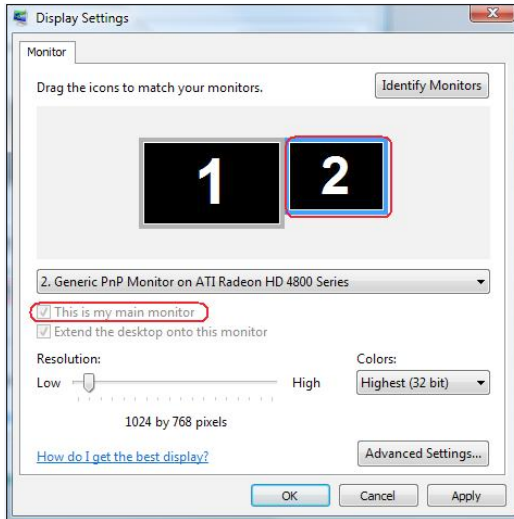 Display Settings
Monitor
Drag the icons to match your monitors.
Identify Monitors
1
2
2. Generic PnP Monitor on ATI Radeon HD 4800 Series
This is my main monitor
Extend the desktop onto this monitor
Resolution:
Colors:
Low
High
Highest (32 bit)
1024 by 768 pixels
How do I get the best display?
Advanced Settings...
OK
Cancel
Apply